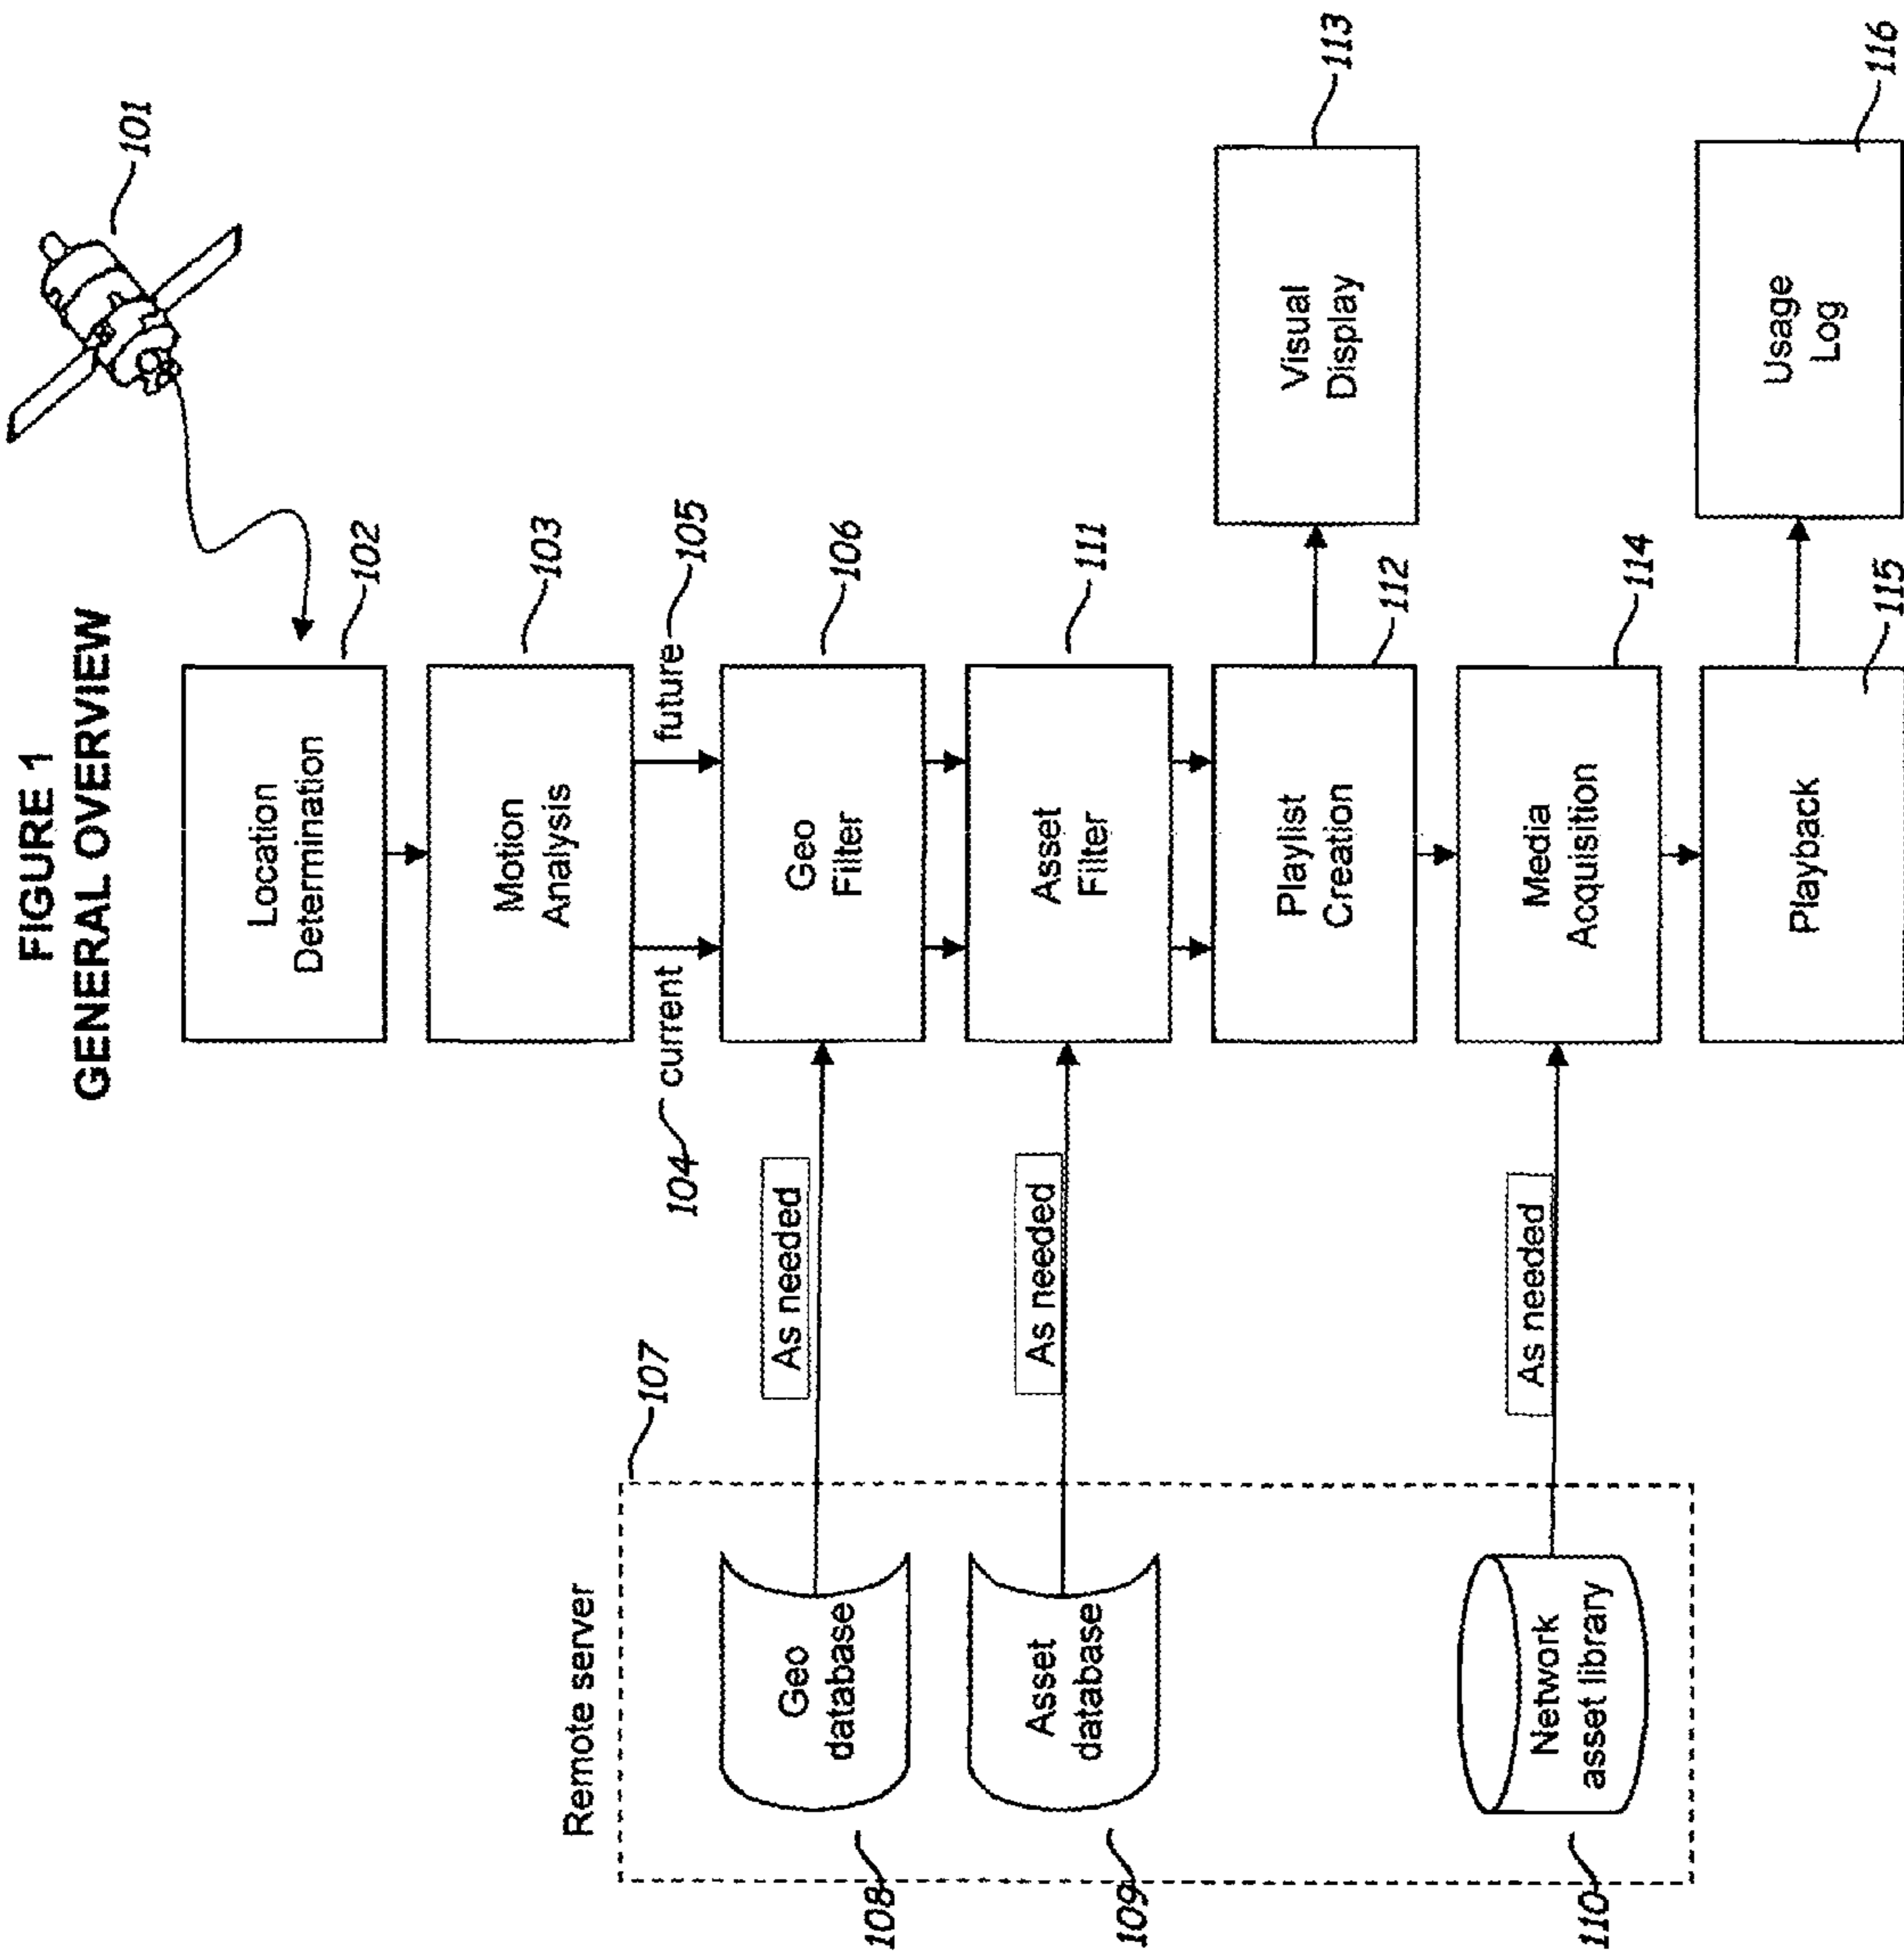 FIGURE 1
GENERAL OVERVIEW
101
Location
Determination
102
Motion
Analysis
103
104
current
future
105
Remote server
107
Geo
database
108
As needed
Geo
Filter
106
Asset
database
109
As needed
Asset
Filter
111
Playlist
Creation
112
Visual
Display
113
Network
asset library
110
As needed
Media
Acquisition
114
Playback
115
Usage
Log
116